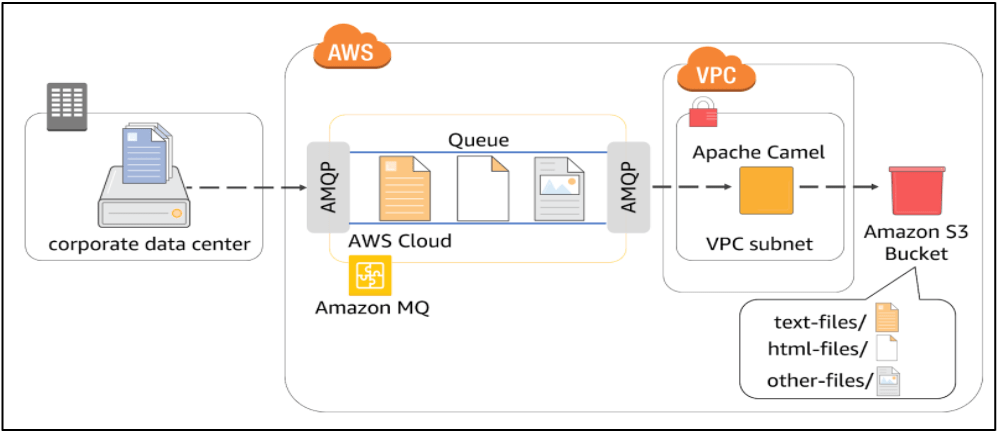 AWS
VPC
Queue
AMQP
AMQP
Apache Camel
corporate data center
AWS Cloud
VPC subnet
Amazon S3
Bucket
Amazon MQ
text-files/
html-files/
other-files/